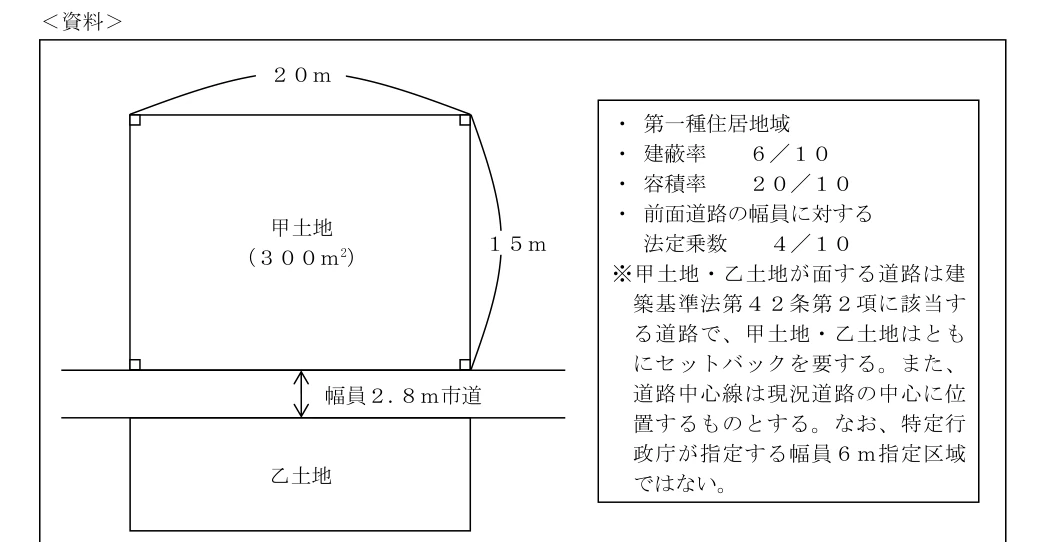 ＜資料＞
２０ｍ
甲土地
（３００ｍ²）
１５ｍ
幅員２.８ｍ市道
乙土地
・ 第一種住居地域
・ 建蔽率　　６／１０
・ 容積率　　２０／１０
・ 前面道路の幅員に対する
法定乗数　　４／１０
※甲土地・乙土地が面する道路は建
築基準法第４２条第２項に該当す
る道路で、甲土地・乙土地はとも
にセットバックを要する。また、
道路中心線は現況道路の中心に位
置するものとする。なお、特定行
政庁が指定する幅員６ｍ指定区域
ではない。